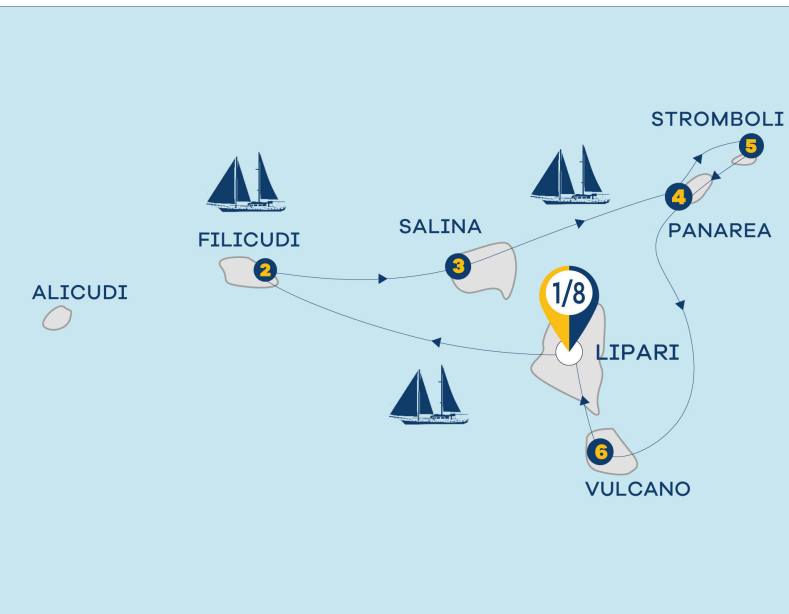 STROMBOLI
5
4
PANAREA
SALINA
3
FILICUDI
2
ALICUDI
1/8
LIPARI
6
VULCANO